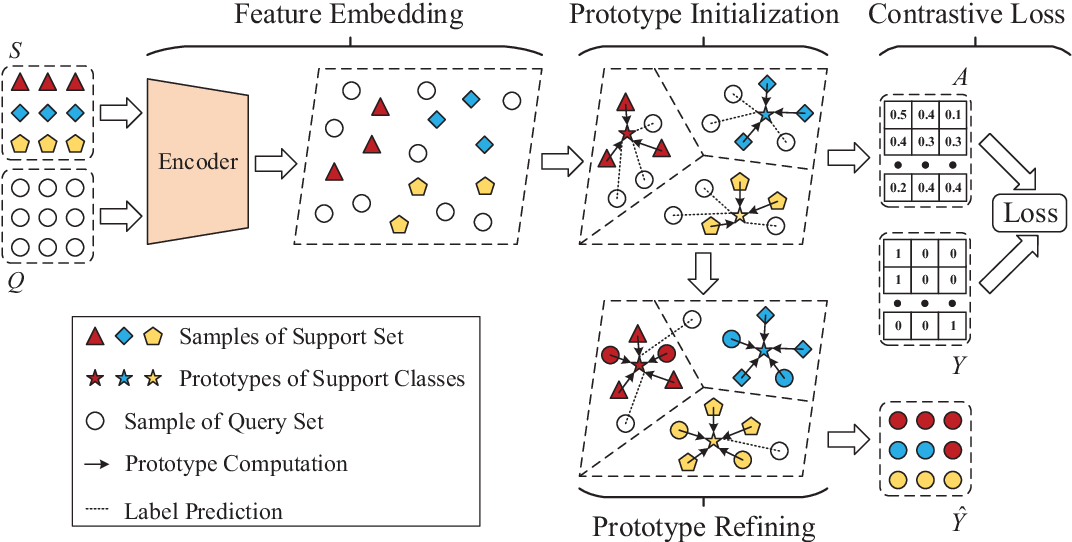 Feature Embedding
Prototype Initialization
Contrastive Loss
S
A
Encoder
0.5 0.4 0.1
0.4 0.3 0.3
0.2 0.4 0.4
Loss
Q
1 0 0
1 0 0
0 0 1
Y
Samples of Support Set
Prototypes of Support Classes
Sample of Query Set
Prototype Computation
Label Prediction
Prototype Refining
Ŷ